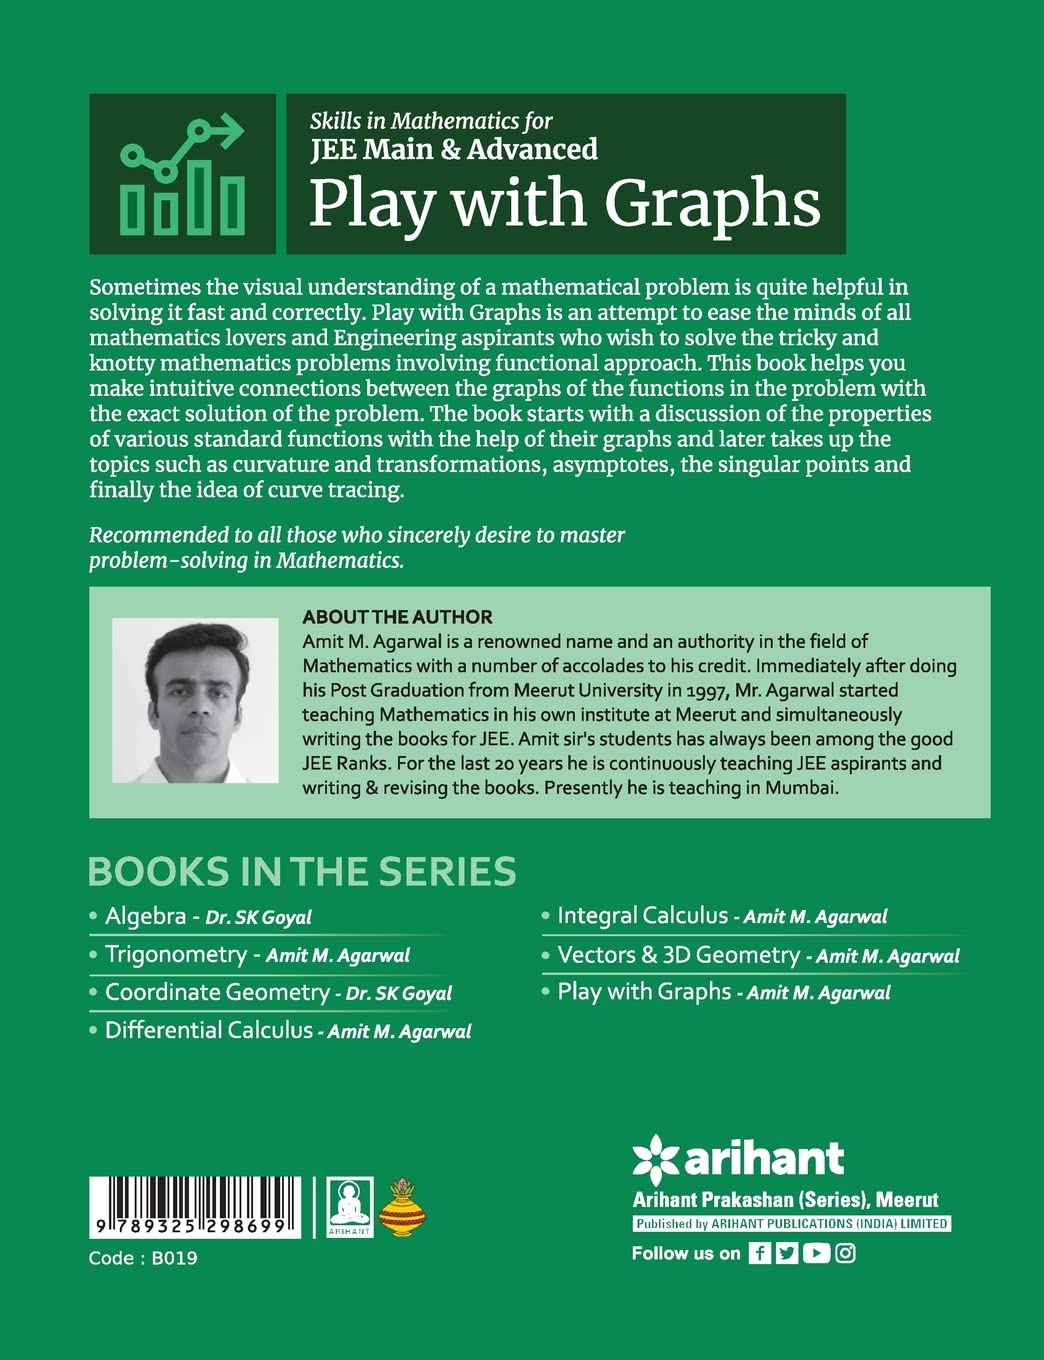 Skills in Mathematics for
JEE Main & Advanced
Play with Graphs
Sometimes the visual understanding of a mathematical problem is quite helpful in
solving it fast and correctly. Play with Graphs is an attempt to ease the minds of all
mathematics lovers and Engineering aspirants who wish to solve the tricky and
knotty mathematics problems involving functional approach. This book helps you
make intuitive connections between the graphs of the functions in the problem with
the exact solution of the problem. The book starts with a discussion of the properties
of various standard functions with the help of their graphs and later takes up the
topics such as curvature and transformations, asymptotes, the singular points and
finally the idea of curve tracing.
Recommended to all those who sincerely desire to master
problem-solving in Mathematics.
ABOUT THE AUTHOR
Amit M. Agarwal is a renowned name and an authority in the field of
Mathematics with a number of accolades to his credit. Immediately after doing
his Post Graduation from Meerut University in 1997, Mr. Agarwal started
teaching Mathematics in his own institute at Meerut and simultaneously
writing the books for JEE. Amit sir's students has always been among the good
JEE Ranks. For the last 20 years he is continuously teaching JEE aspirants and
writing & revising the books. Presently he is teaching in Mumbai.
BOOKS IN THE SERIES
• Algebra - Dr. SK Goyal
• Trigonometry - Amit M. Agarwal
• Coordinate Geometry - Dr. SK Goyal
• Differential Calculus - Amit M. Agarwal
• Integral Calculus - Amit M. Agarwal
• Vectors & 3D Geometry - Amit M. Agarwal
• Play with Graphs - Amit M. Agarwal
9 789325 298699
Code : B019
ARIHANT
arihant
Arihant Prakashan (Series), Meerut
Published by ARIHANT PUBLICATIONS (INDIA) LIMITED
Follow us on